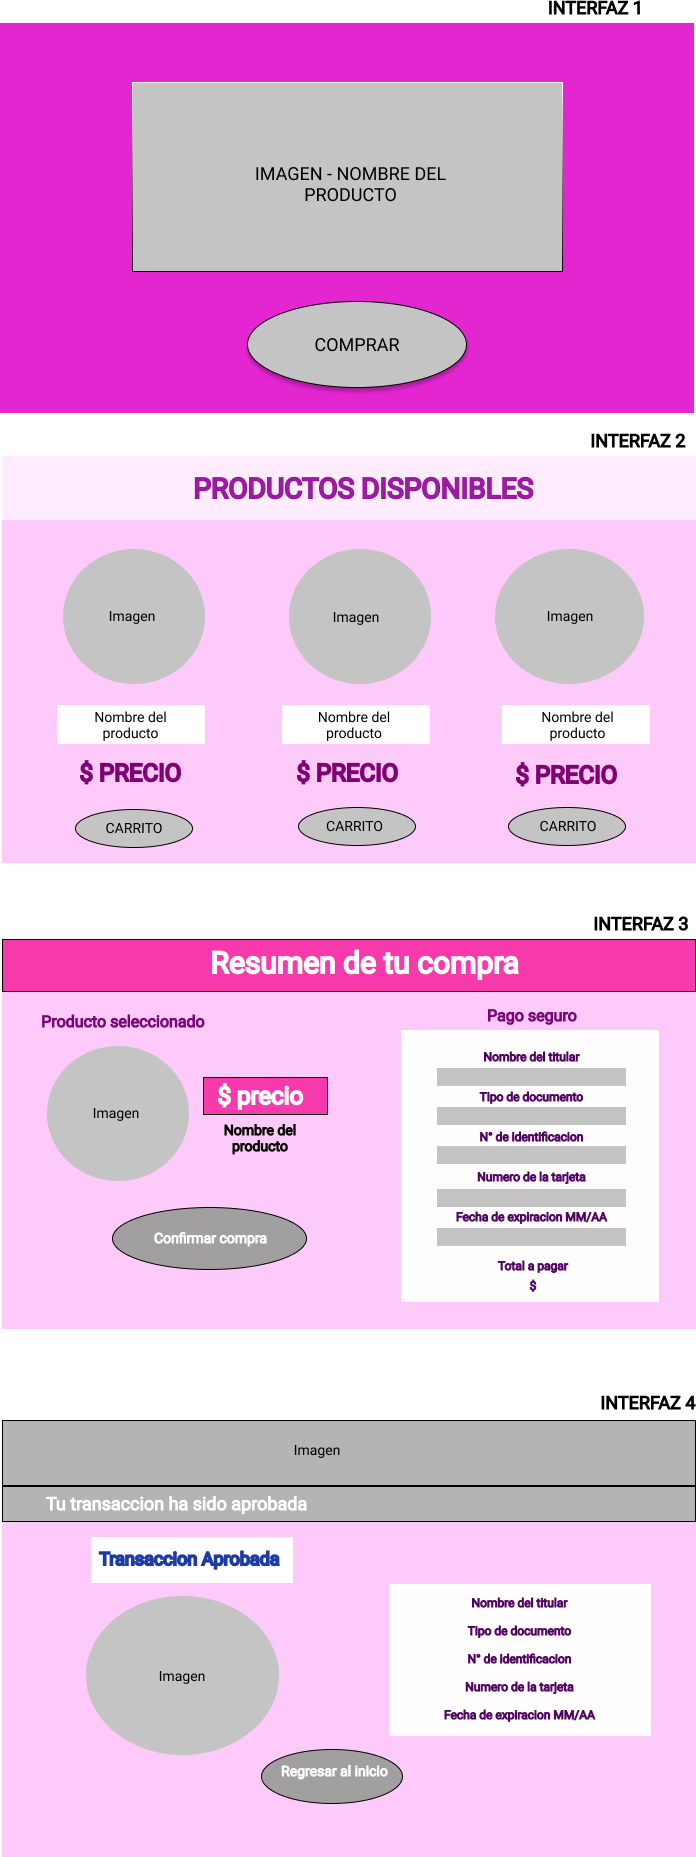 INTERFAZ 1
IMAGEN - NOMBRE DEL
PRODUCTO
COMPRAR
INTERFAZ 2
PRODUCTOS DISPONIBLES
Imagen
Imagen
Imagen
Nombre del
producto
Nombre del
producto
Nombre del
producto
$ PRECIO
$ PRECIO
$ PRECIO
CARRITO
CARRITO
CARRITO
INTERFAZ 3
Resumen de tu compra
Producto seleccionado
Imagen
$ precio
Nombre del
producto
Confirmar compra
Pago seguro
Nombre del titular
Tipo de documento
N° de identificacion
Numero de la tarjeta
Fecha de expiracion MM/AA
Total a pagar
$
INTERFAZ 4
Imagen
Tu transaccion ha sido aprobada
Transaccion Aprobada
Imagen
Nombre del titular
Tipo de documento
N° de identificacion
Numero de la tarjeta
Fecha de expiracion MM/AA
Regresar al inicio